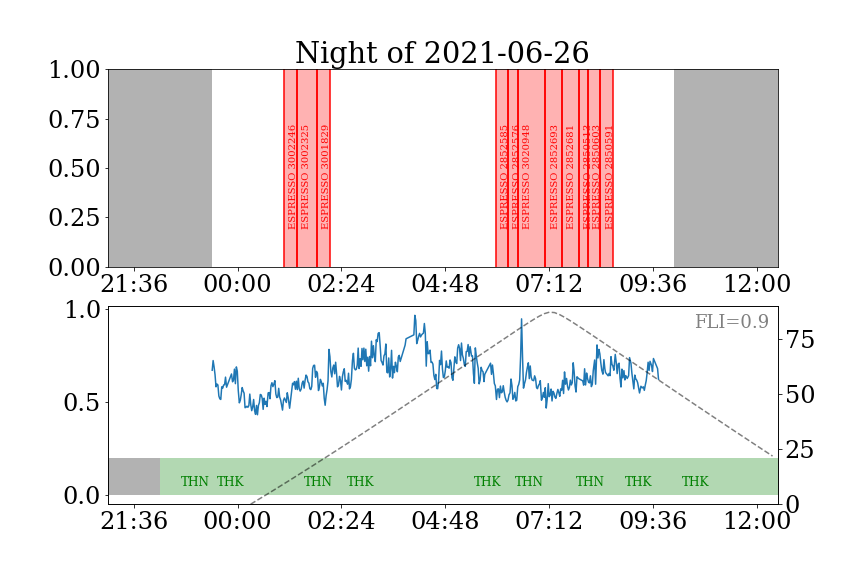 Night of 2021-06-26
1.00
0.75
0.50
0.25
0.00
ESPRESSO 3002246
ESPRESSO 3002325
ESPRESSO 3001829
ESPRESSO 2852585
ESPRESSO 2852576
ESPRESSO 3020948
ESPRESSO 2852693
ESPRESSO 2852681
ESPRESSO 2850603
ESPRESSO 2850591
21:36 00:00 02:24 04:48 07:12 09:36 12:00
1.0
0.5
0.0
FLI=0.9
75
50
25
0
THN THK THN THK THK THN THN THK THK
21:36 00:00 02:24 04:48 07:12 09:36 12:00